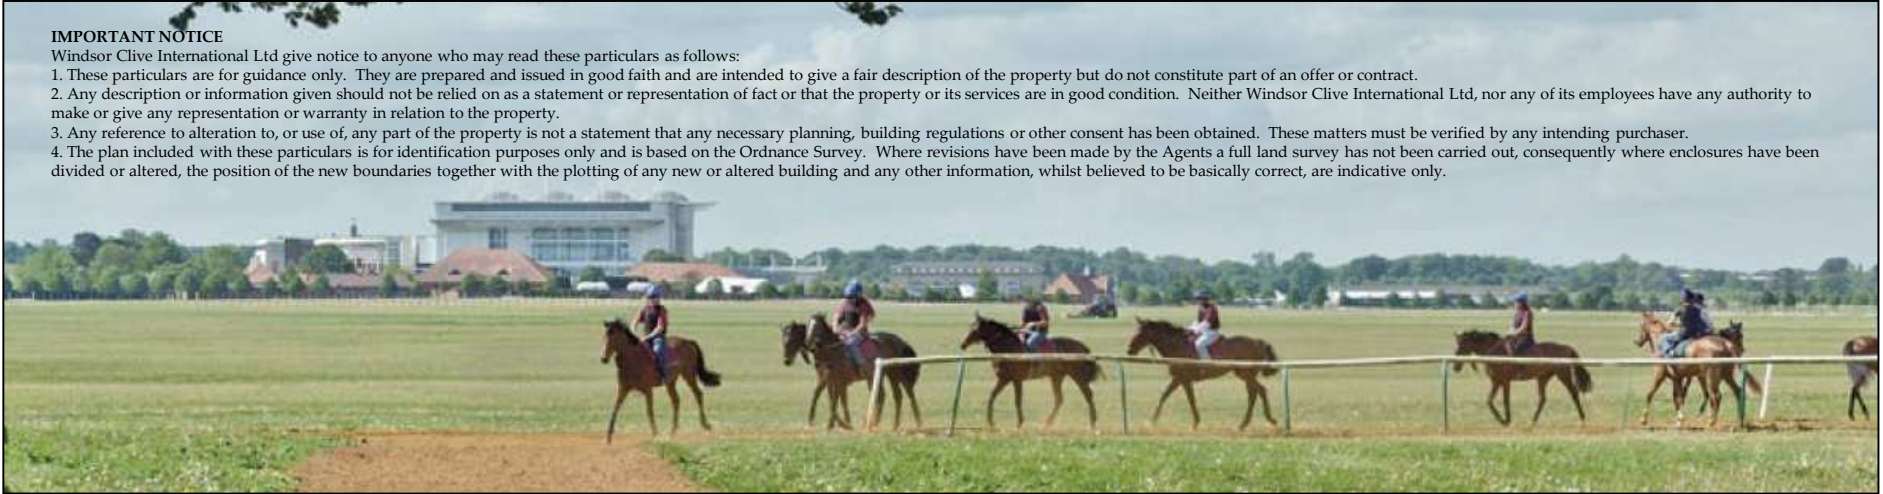 IMPORTANT NOTICE
Windsor Clive International Ltd give notice to anyone who may read these particulars as follows:
1. These particulars are for guidance only.  They are prepared and issued in good faith and are intended to give a fair description of the property but do not constitute part of an offer or contract.
2. Any description or information given should not be relied on as a statement or representation of fact or that the property or its services are in good condition.  Neither Windsor Clive International Ltd, nor any of its employees have any authority to
make or give any representation or warranty in relation to the property.
3. Any reference to alteration to, or use of, any part of the property is not a statement that any necessary planning, building regulations or other consent has been obtained.  These matters must be verified by any intending purchaser.
4. The plan included with these particulars is for identification purposes only and is based on the Ordnance Survey.  Where revisions have been made by the Agents a full land survey has not been carried out, consequently where enclosures have been
divided or altered, the position of the new boundaries together with the plotting of any new or altered building and any other information, whilst believed to be basically correct, are indicative only.